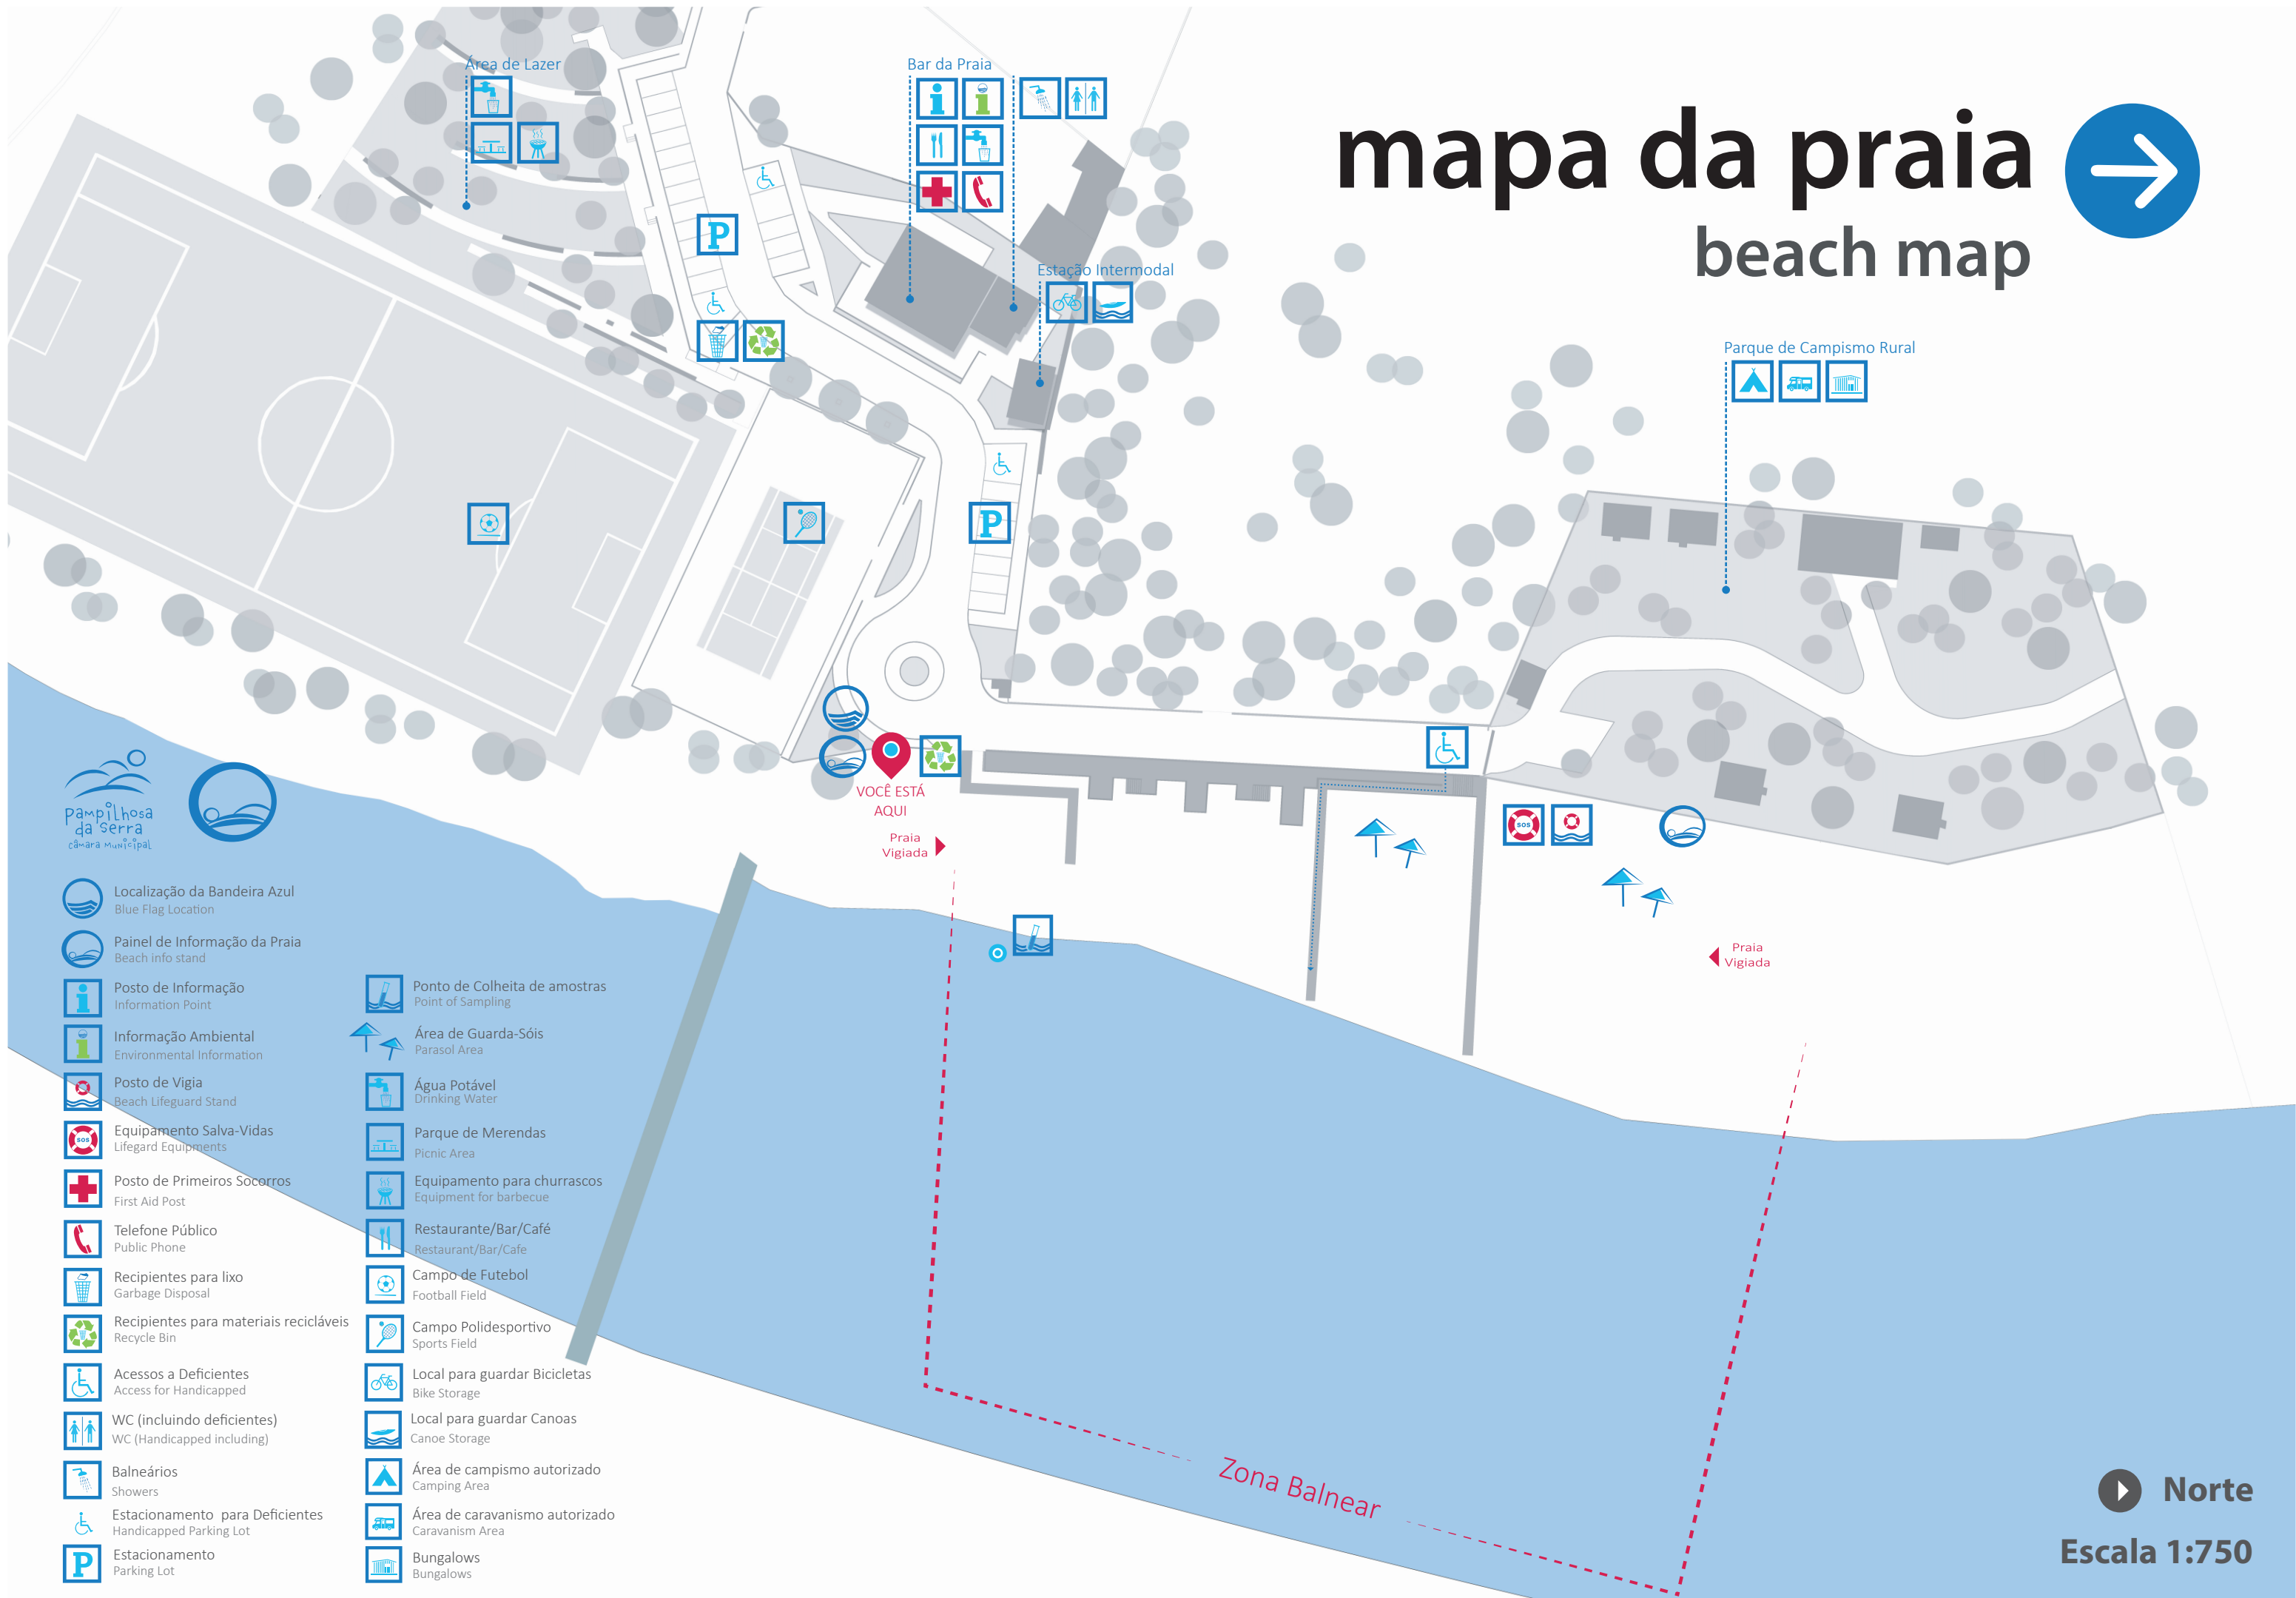 mapa da praia
beach map
Área de Lazer
Bar da Praia
Estação Intermodal
Parque de Campismo Rural
P
P
VOCÊ ESTÁ
AQUI
Praia
Vigiada
SOS
Praia
Vigiada
Zona Balnear
pampilhosa
da serra
câmara municipal
Localização da Bandeira Azul
Blue Flag Location
Painel de Informação da Praia
Beach info stand
Posto de Informação
Information Point
Informação Ambiental
Environmental Information
Posto de Vigia
Beach Lifeguard Stand
SOS
Equipamento Salva-Vidas
Lifegard Equipments
Posto de Primeiros Socorros
First Aid Post
Telefone Público
Public Phone
Recipientes para lixo
Garbage Disposal
Recipientes para materiais recicláveis
Recycle Bin
Acessos a Deficientes
Access for Handicapped
WC (incluindo deficientes)
WC (Handicapped including)
Balneários
Showers
Estacionamento para Deficientes
Handicapped Parking Lot
P
Estacionamento
Parking Lot
Ponto de Colheita de amostras
Point of Sampling
Área de Guarda-Sóis
Parasol Area
Água Potável
Drinking Water
Parque de Merendas
Picnic Area
Equipamento para churrascos
Equipment for barbecue
Restaurante/Bar/Café
Restaurant/Bar/Cafe
Campo de Futebol
Football Field
Campo Polidesportivo
Sports Field
Local para guardar Bicicletas
Bike Storage
Local para guardar Canoas
Canoe Storage
Área de campismo autorizado
Camping Area
Área de caravanismo autorizado
Caravanism Area
Bungalows
Bungalows
Norte
Escala 1:750